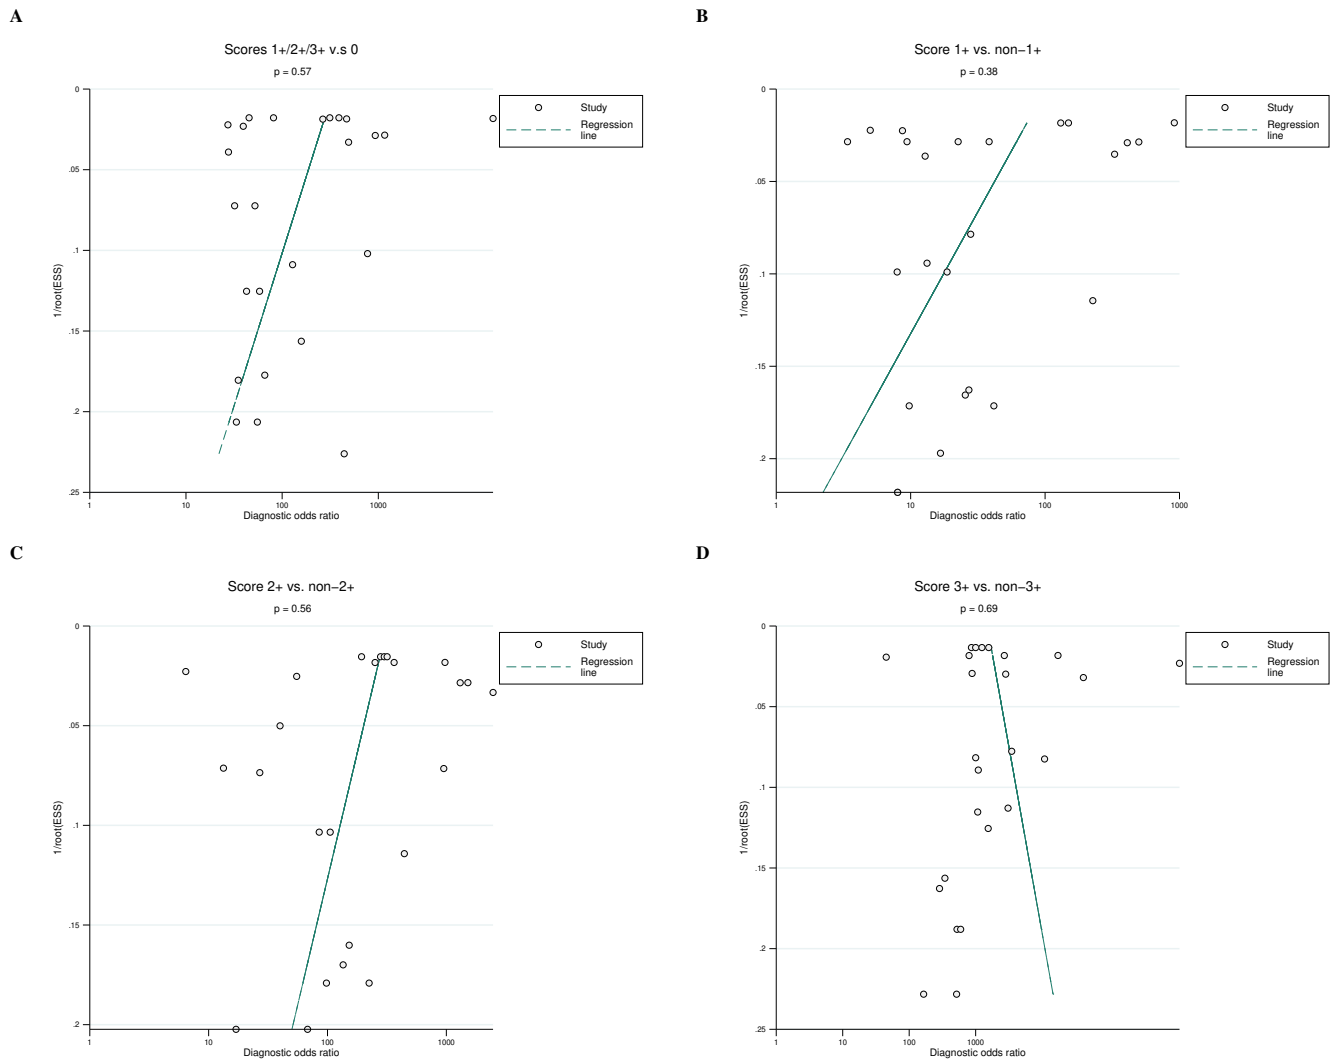 A
Scores 1+/2+/3+ v.s 0
p = 0.57
Study
Regression
line
1/root(ESS)
0
.05
.1
.15
.2
.25
1
10
100
1000
Diagnostic odds ratio
B
Score 1+ vs. non−1+
p = 0.38
Study
Regression
line
1/root(ESS)
0
.05
.1
.15
.2
1
10
100
1000
Diagnostic odds ratio
C
Score 2+ vs. non−2+
p = 0.56
Study
Regression
line
1/root(ESS)
0
.05
.1
.15
.2
1
10
100
1000
Diagnostic odds ratio
D
Score 3+ vs. non−3+
p = 0.69
Study
Regression
line
1/root(ESS)
0
.05
.1
.15
.2
.25
1
10
100
1000
Diagnostic odds ratio